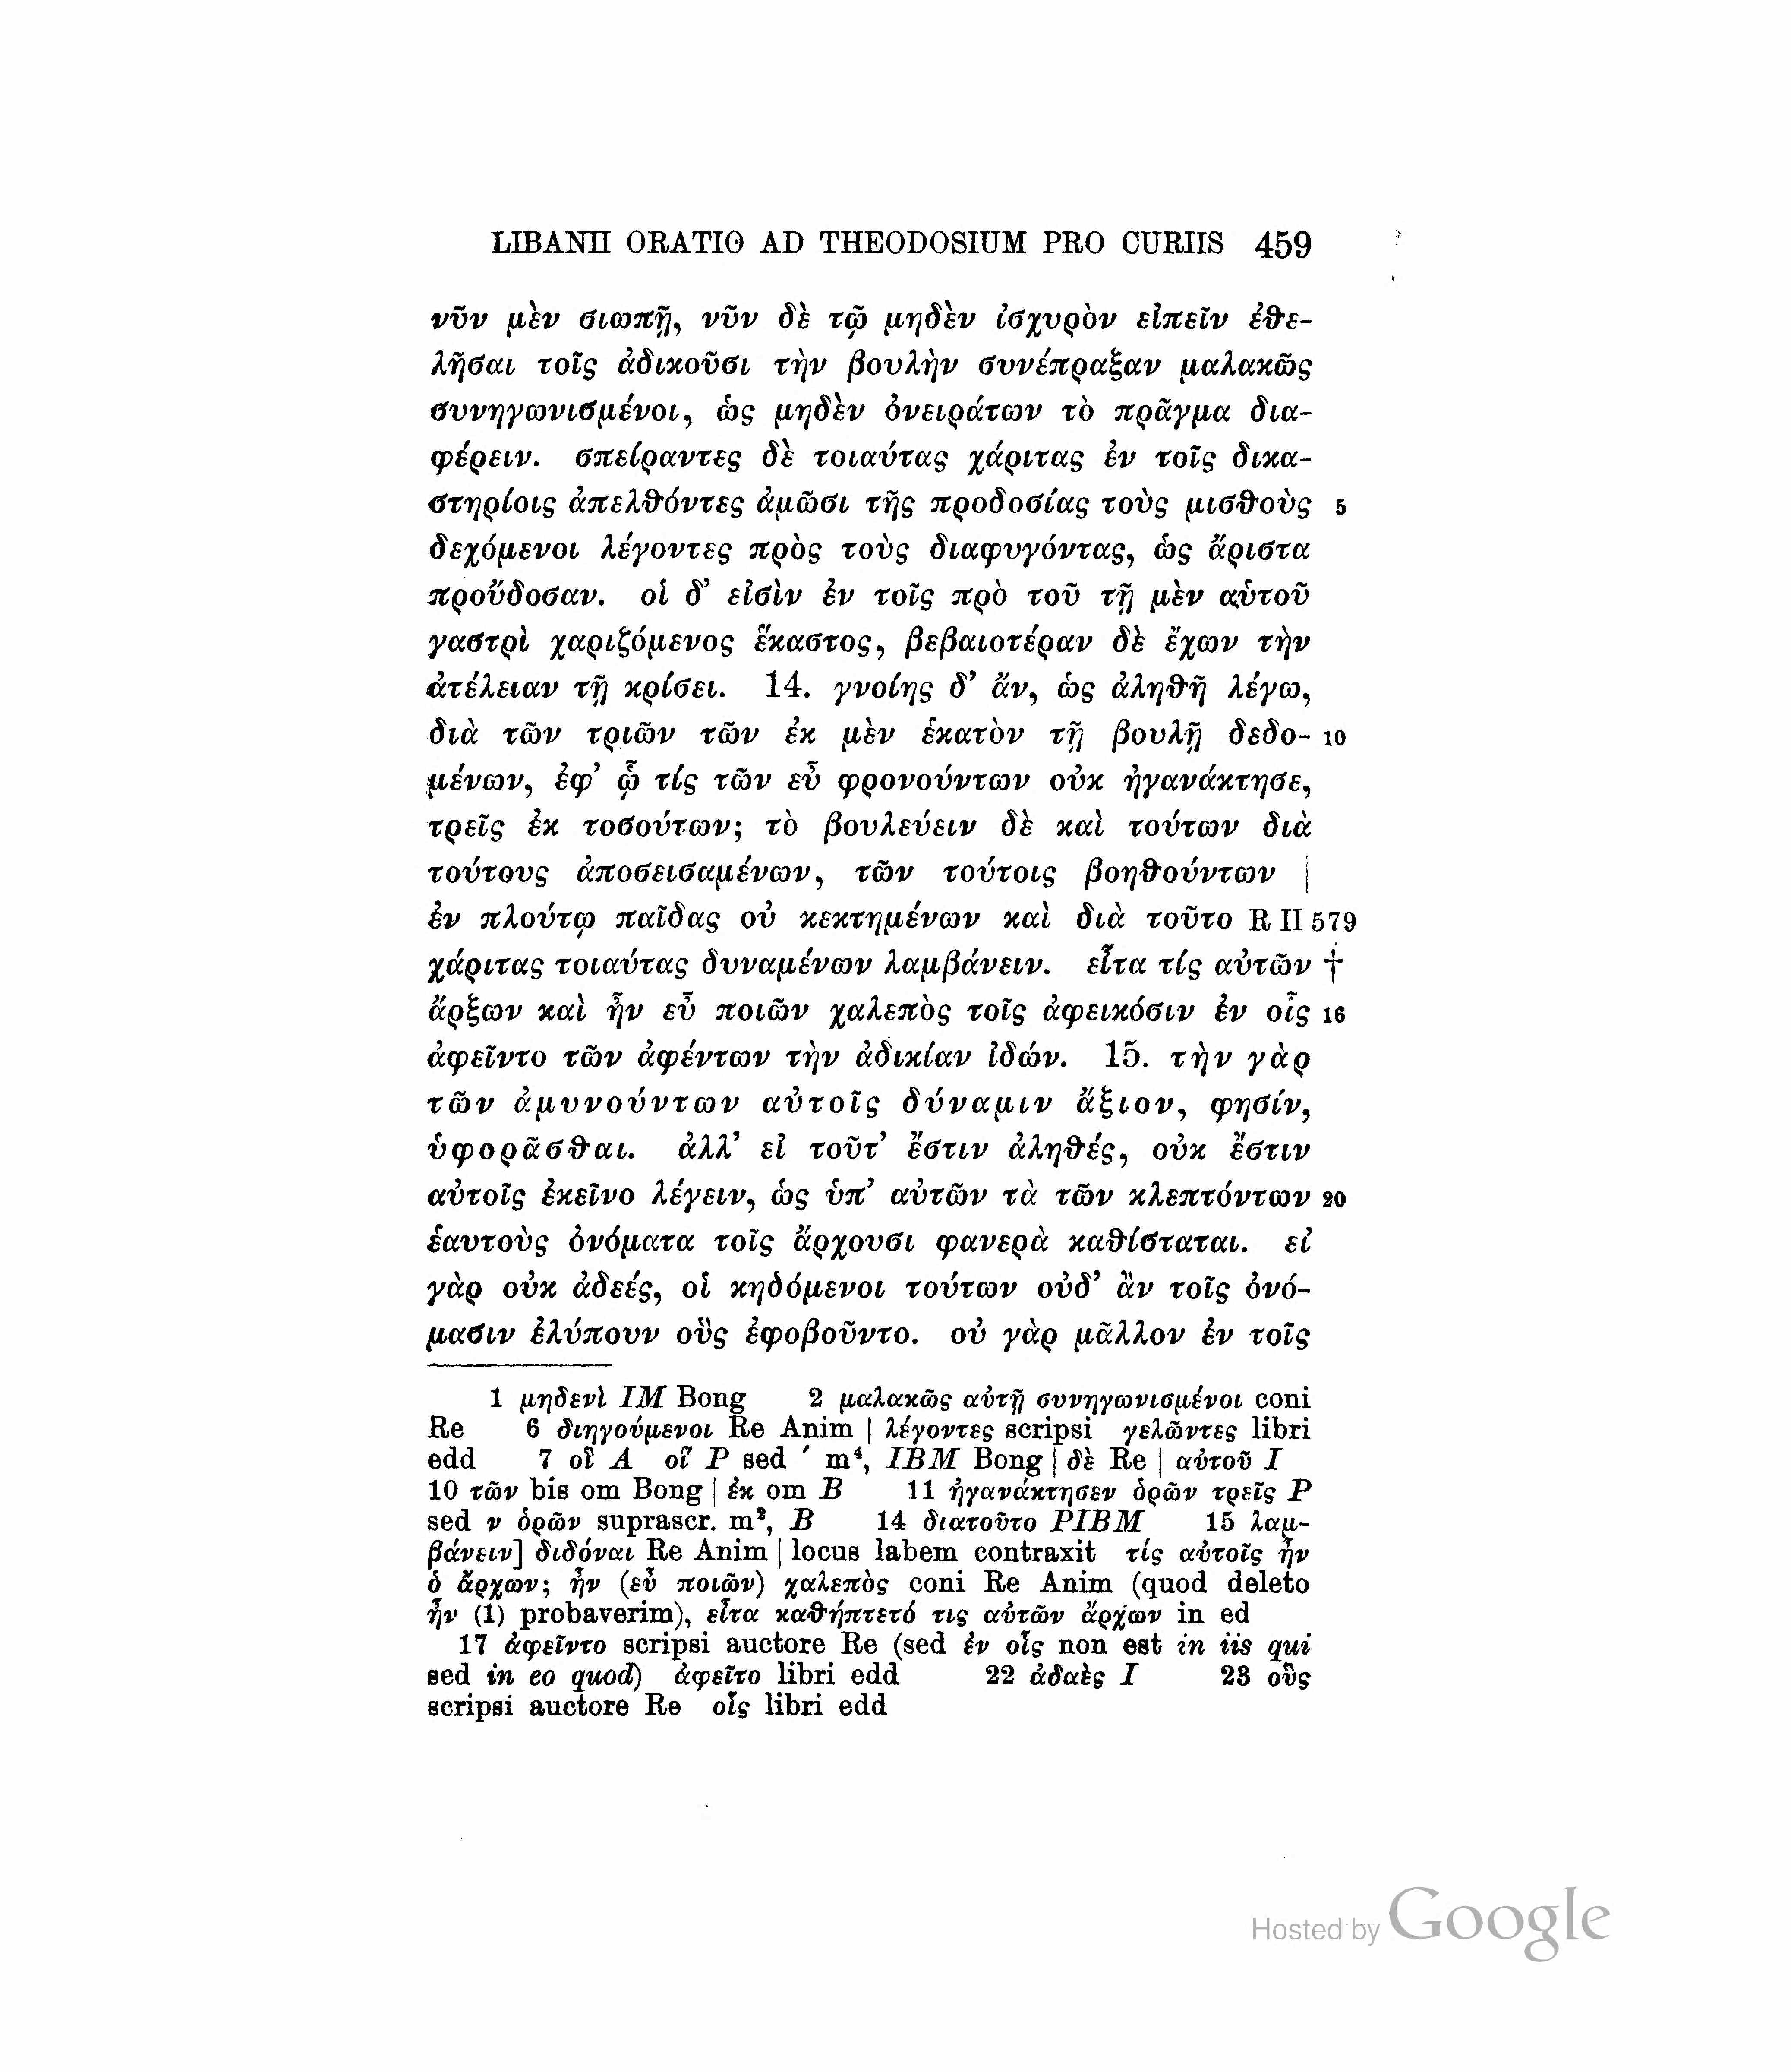 LIBANII ORATIO AD THEODOSIUM PRO CURIIS 459
νῦν μὲν σιωπῇ, νῦν δὲ τῷ μηδὲν ἰσχυρὸν εἰπεῖν ἐθε-
λῆσαι τοῖς ἀδικοῦσι τὴν βουλὴν συνέπραξαν μαλακῶς
συνηγωνισμένοι, ὡς μηδὲν ὀνειράτων τὸ πρᾶγμα δια-
φέρειν. σπείραντες δὲ τοιαύτας χάριτας ἐν τοῖς δικα-
στηρίοις ἀπελθόντες ἀμῶσι τῆς προδοσίας τοὺς μισθοὺς 5
δεχόμενοι λέγοντες πρὸς τοὺς διαφυγόντας, ὡς ἄριστα
προὔδοσαν. οἱ δ’ εἰσὶν ἐν τοῖς πρὸ τοῦ τῇ μὲν αὑτοῦ
γαστρὶ χαριζόμενος ἕκαστος, βεβαιοτέραν δὲ ἔχων τὴν
ἀτέλειαν τῇ κρίσει. 14. γνοίης δ’ ἄν, ὡς ἀληθῆ λέγω,
διὰ τῶν τριῶν τῶν ἐκ μὲν ἑκατὸν τῇ βουλῇ δεδο- 10
μένων, ἐφ’ ᾧ τίς τῶν εὖ φρονούντων οὐκ ἠγανάκτησε,
τρεῖς ἐκ τοσούτων; τὸ βουλεύειν δὲ καὶ τούτων διὰ
τούτους ἀποσεισαμένων, τῶν τούτοις βοηθούντων |
ἐν πλούτῳ παῖδας οὐ κεκτημένων καὶ διὰ τοῦτο R II 579
χάριτας τοιαύτας δυναμένων λαμβάνειν. εἶτα τίς αὐτῶν †
ἄρξων καὶ ἦν εὖ ποιῶν χαλεπὸς τοῖς ἀφεικόσιν ἐν οἷς 16
ἀφεῖντο τῶν ἀφέντων τὴν ἀδικίαν ἰδών. 15. τὴν γὰρ
τῶν ἀμυνούντων αὐτοῖς δύναμιν ἄξιον, φησίν,
ὑφορᾶσθαι. ἀλλ’ εἰ τοῦτ’ ἔστιν ἀληθές, οὐκ ἔστιν
αὐτοῖς ἐκεῖνο λέγειν, ὡς ὑπ’ αὐτῶν τὰ τῶν κλεπτόντων 20
ἑαυτοὺς ὀνόματα τοῖς ἄρχουσι φανερὰ καθίσταται. εἰ
γὰρ οὐκ ἀδεές, οἱ κηδόμενοι τούτων οὐδ’ ἂν τοῖς ὀνό-
μασιν ἐλύπουν οὓς ἐφοβοῦντο. οὐ γὰρ μᾶλλον ἐν τοῖς
1 μηδενὶ IM Bong 2 μαλακῶς αὐτῇ συνηγωνισμένοι coni
Re 6 διηγούμενοι Re Anim | λέγοντες scripsi γελῶντες libri
edd 7 οἳ A οἵ P sed ′ m⁴, IBM Bong | δὲ Re | αὐτοῦ I
10 τῶν bis om Bong | ἐκ om B 11 ἠγανάκτησεν ὁρῶν τρεῖς P
sed ν ὁρῶν suprascr. m², B 14 διατοῦτο PIBM 15 λαμ-
βάνειν] διδόναι Re Anim | locus labem contraxit τίς αὐτοῖς ἦν
ὁ ἄρχων; ἦν (εὖ ποιῶν) χαλεπὸς coni Re Anim (quod deleto
ἦν (1) probaverim), εἶτα καθήπτετό τις αὐτῶν ἄρχων in ed
17 ἀφεῖντο scripsi auctore Re (sed ἐν οἷς non est in iis qui
sed in eo quod) ἀφεῖτο libri edd 22 ἀδαὲς I 23 οὓς
scripsi auctore Re οἷς libri edd
Hosted by Google